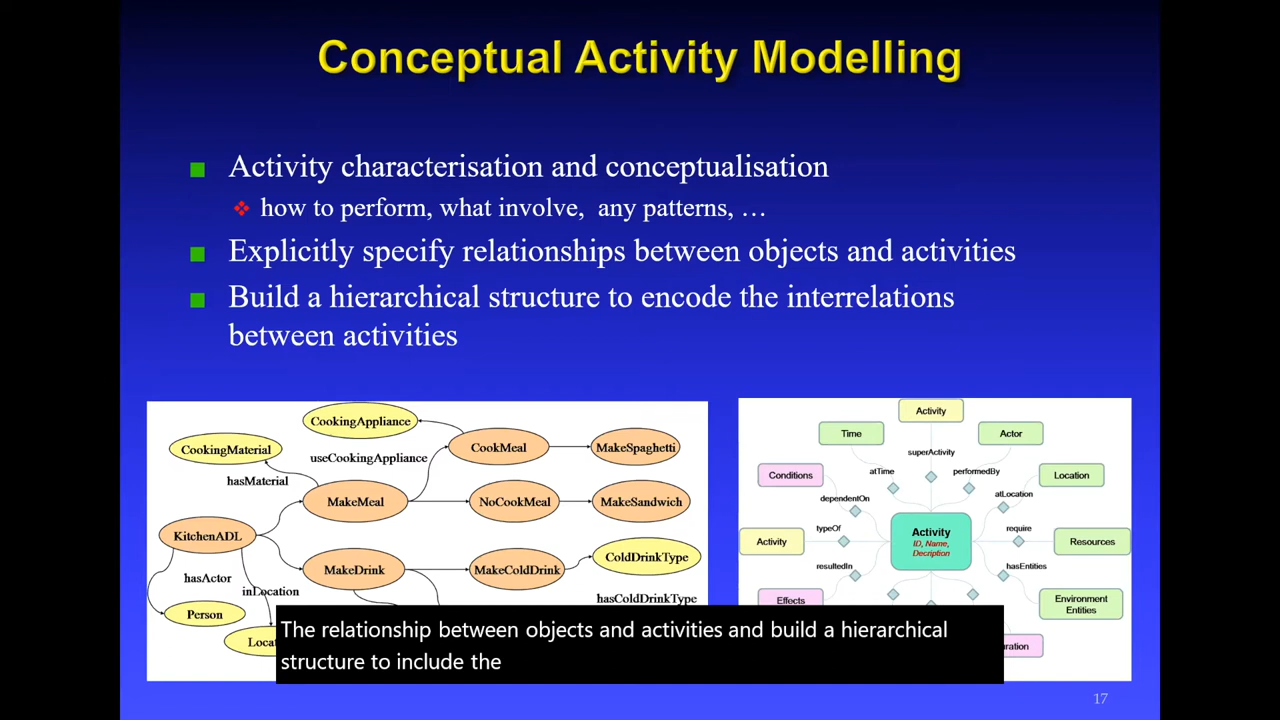 Conceptual Activity Modelling
Activity characterisation and conceptualisation
how to perform, what involve, any patterns, …
Explicitly specify relationships between objects and activities
Build a hierarchical structure to encode the interrelations
between activities
CookingAppliance
CookingMaterial
useCookingAppliance
CookMeal
MakeSpaghetti
hasMaterial
MakeMeal
NoCookMeal
MakeSandwich
KitchenADL
MakeDrink
MakeColdDrink
ColdDrinkType
hasActor
inLocation
hasColdDrinkType
Person
Activity
Time
Actor
superActivity
atTime
performedBy
Conditions
Location
dependentOn
atLocation
typeOf
Activity
ID, Name,
Decription
require
Activity
Resources
resultedIn
hasEntities
Effects
Environment
Entities
The relationship between objects and activities and build a hierarchical
structure to include the
17